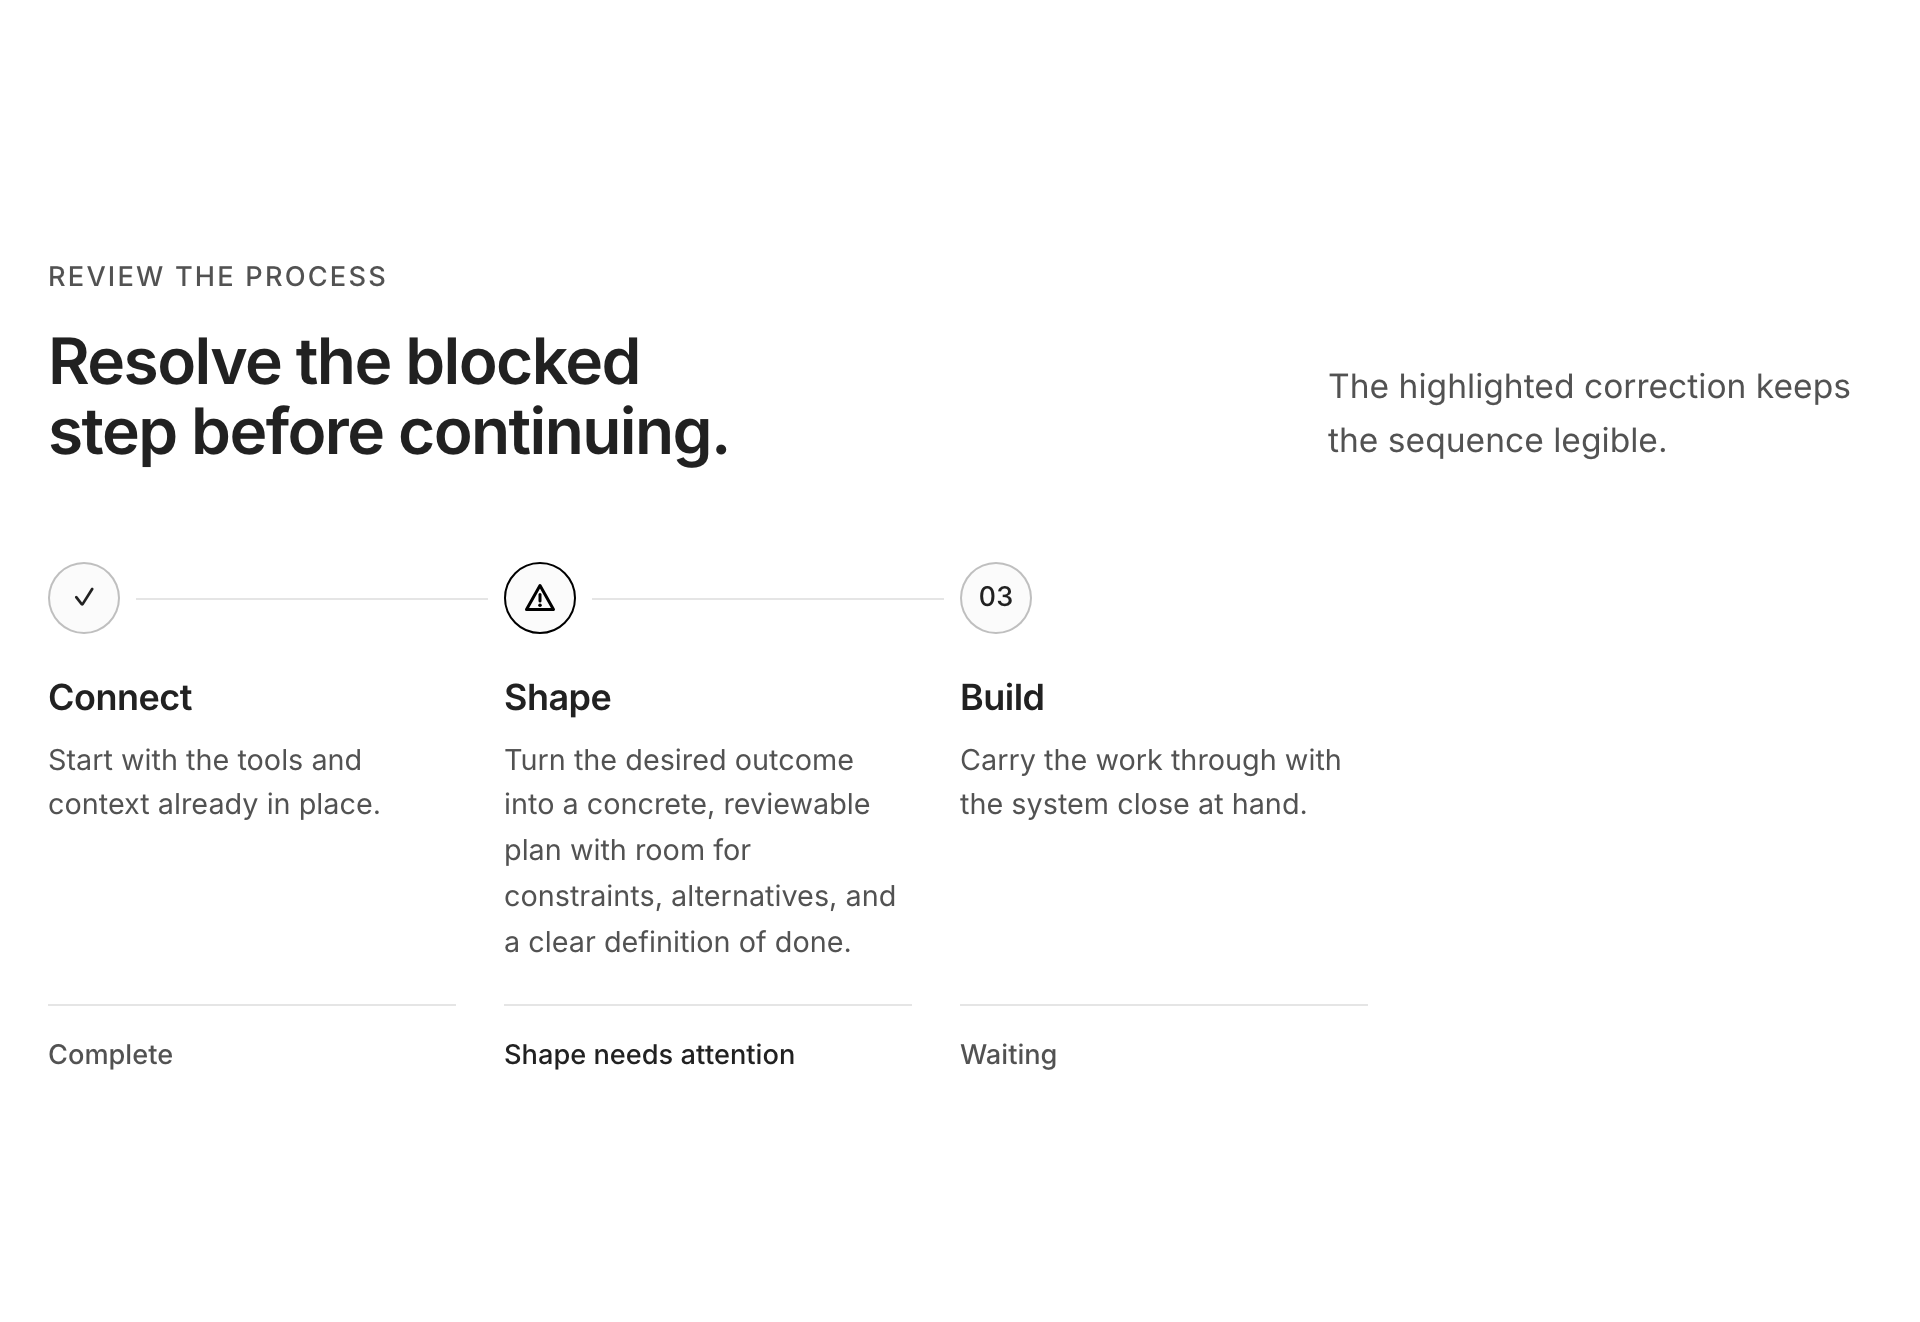 REVIEW THE PROCESS
Resolve the blocked
step before continuing.
The highlighted correction keeps
the sequence legible.
03
Connect
Start with the tools and
context already in place.
Complete
Shape
Turn the desired outcome
into a concrete, reviewable
plan with room for
constraints, alternatives, and
a clear definition of done.
Shape needs attention
Build
Carry the work through with
the system close at hand.
Waiting